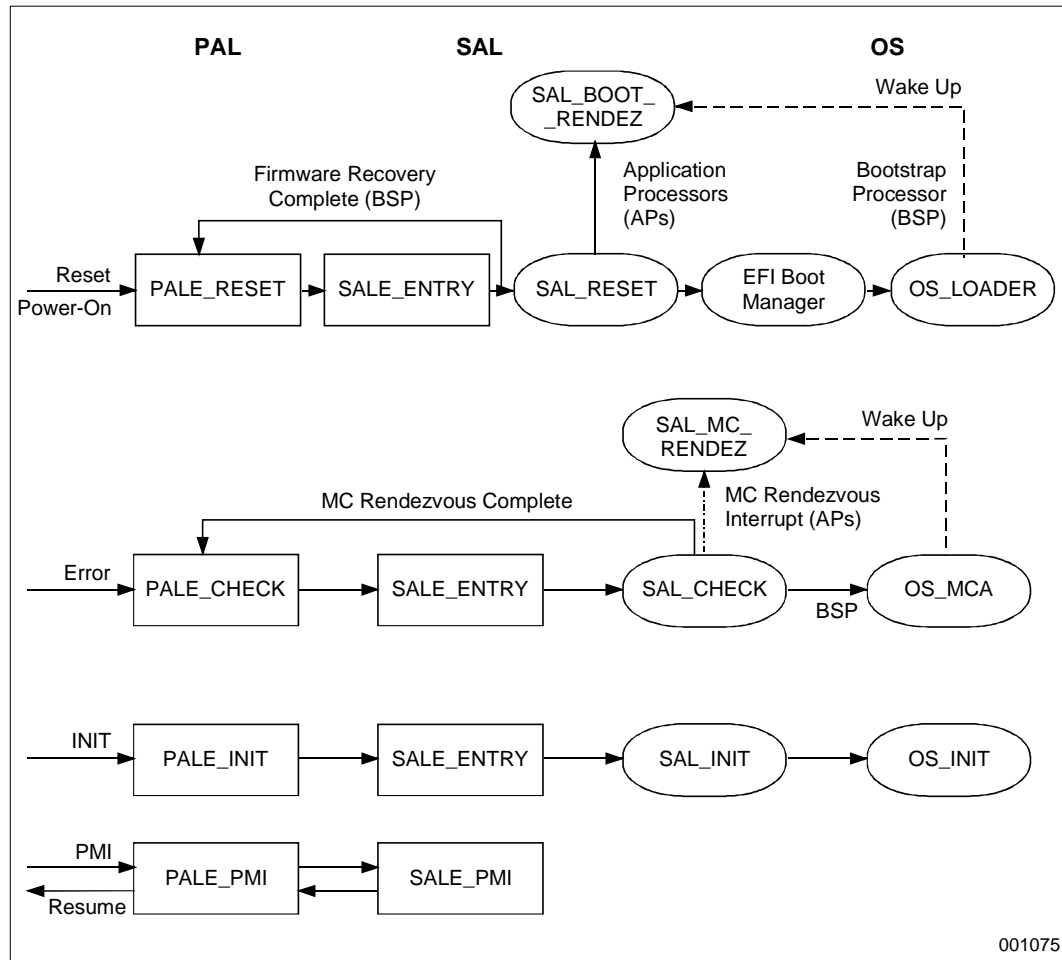 PAL
SAL
OS
SAL_BOOT_
_RENDEZ
Wake Up
Firmware Recovery
Complete (BSP)
Application
Processors
(APs)
Bootstrap
Processor
(BSP)
Reset
Power-On
PALE_RESET
SALE_ENTRY
SAL_RESET
EFI Boot
Manager
OS_LOADER
SAL_MC_
RENDEZ
Wake Up
MC Rendezvous Complete
MC Rendezvous
Interrupt (APs)
Error
PALE_CHECK
SALE_ENTRY
SAL_CHECK
BSP
OS_MCA
INIT
PALE_INIT
SALE_ENTRY
SAL_INIT
OS_INIT
PMI
Resume
PALE_PMI
SALE_PMI
001075